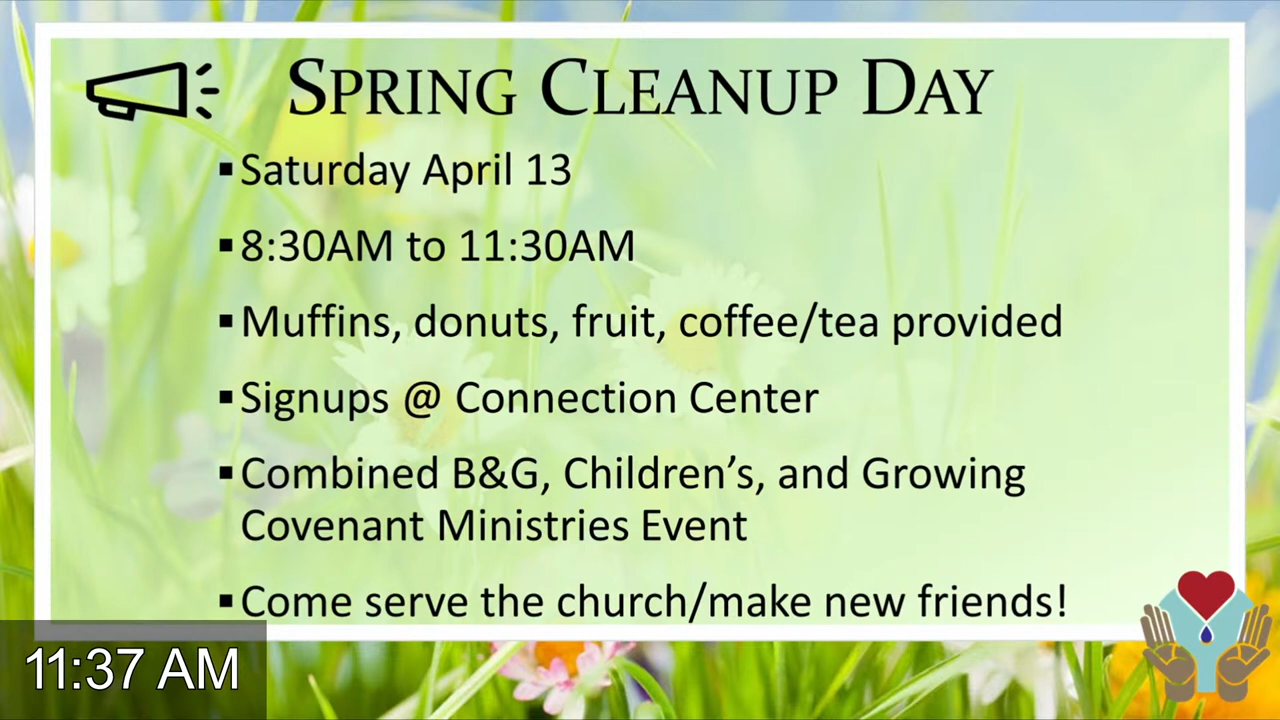 SPRING CLEANUP DAY
▪Saturday April 13
▪8:30AM to 11:30AM
▪Muffins, donuts, fruit, coffee/tea provided
▪Signups @ Connection Center
▪Combined B&G, Children’s, and Growing
Covenant Ministries Event
▪Come serve the church/make new friends!
11:37 AM